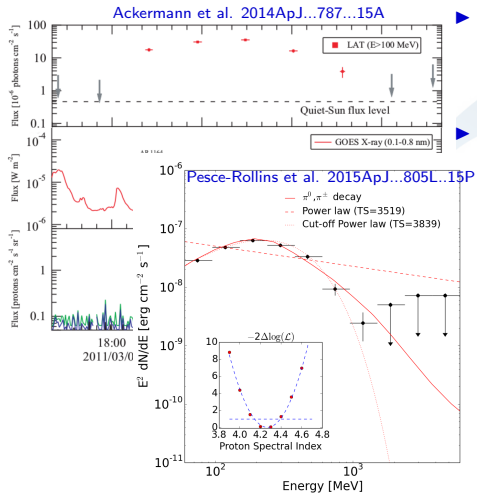 Ackermann et al. 2014ApJ...787...15A
100
10
1
0.1
Flux [10⁻⁶ photons cm⁻² s⁻¹]
LAT (E>100 MeV)
Quiet-Sun flux level
10⁻⁴
10⁻⁵
10⁻⁶
Flux [W m⁻²]
GOES X-ray (0.1-0.8 nm)
1
0.1
Flux [protons cm⁻² s⁻¹ sr⁻¹]
18:00
2011/03/0
Pesce-Rollins et al. 2015ApJ...805L..15P
10⁻⁶
10⁻⁷
10⁻⁸
10⁻⁹
10⁻¹⁰
10⁻¹¹
E² dN/dE [erg cm⁻² s⁻¹]
π⁰,π± decay
Power law (TS=3519)
Cut-off Power law (TS=3839)
−2Δlog(ℒ)
10
8
6
4
2
0
3.8 4.0 4.2 4.4 4.6 4.8
Proton Spectral Index
10² 10³
Energy [MeV]